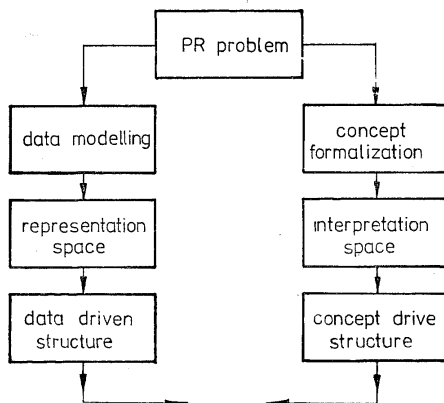 PR problem
data modelling
concept
formalization
representation
space
interpretation
space
data driven
structure
concept drive
structure